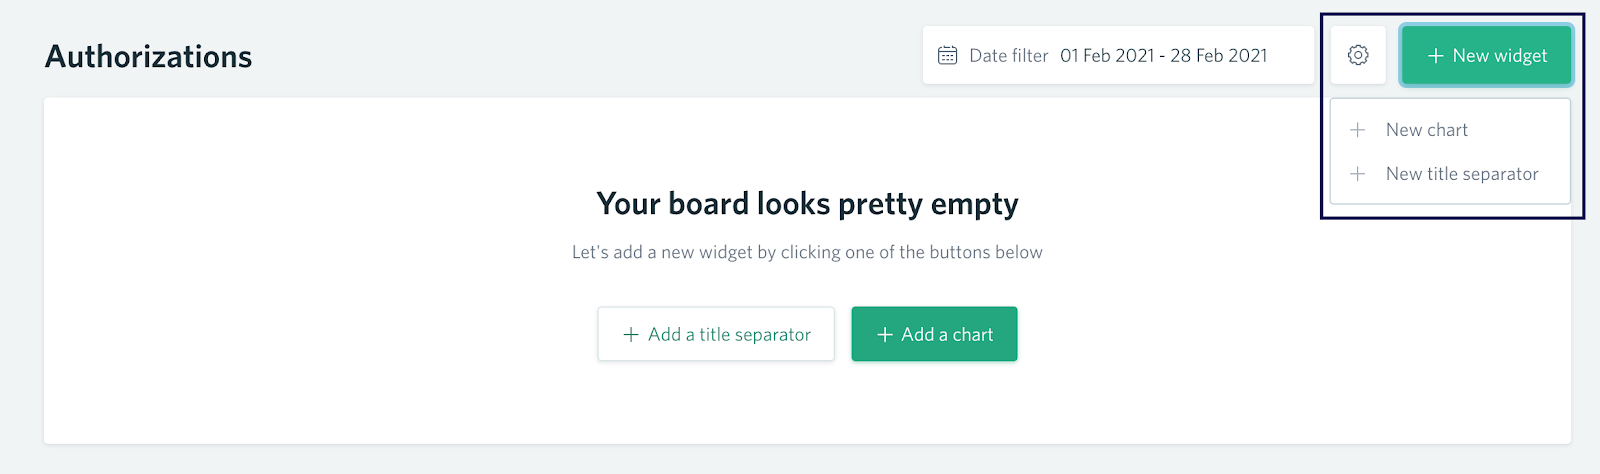 Authorizations
Date filter 01 Feb 2021 - 28 Feb 2021
+ New widget
+ New chart
+ New title separator
Your board looks pretty empty
Let's add a new widget by clicking one of the buttons below
+ Add a title separator
+ Add a chart